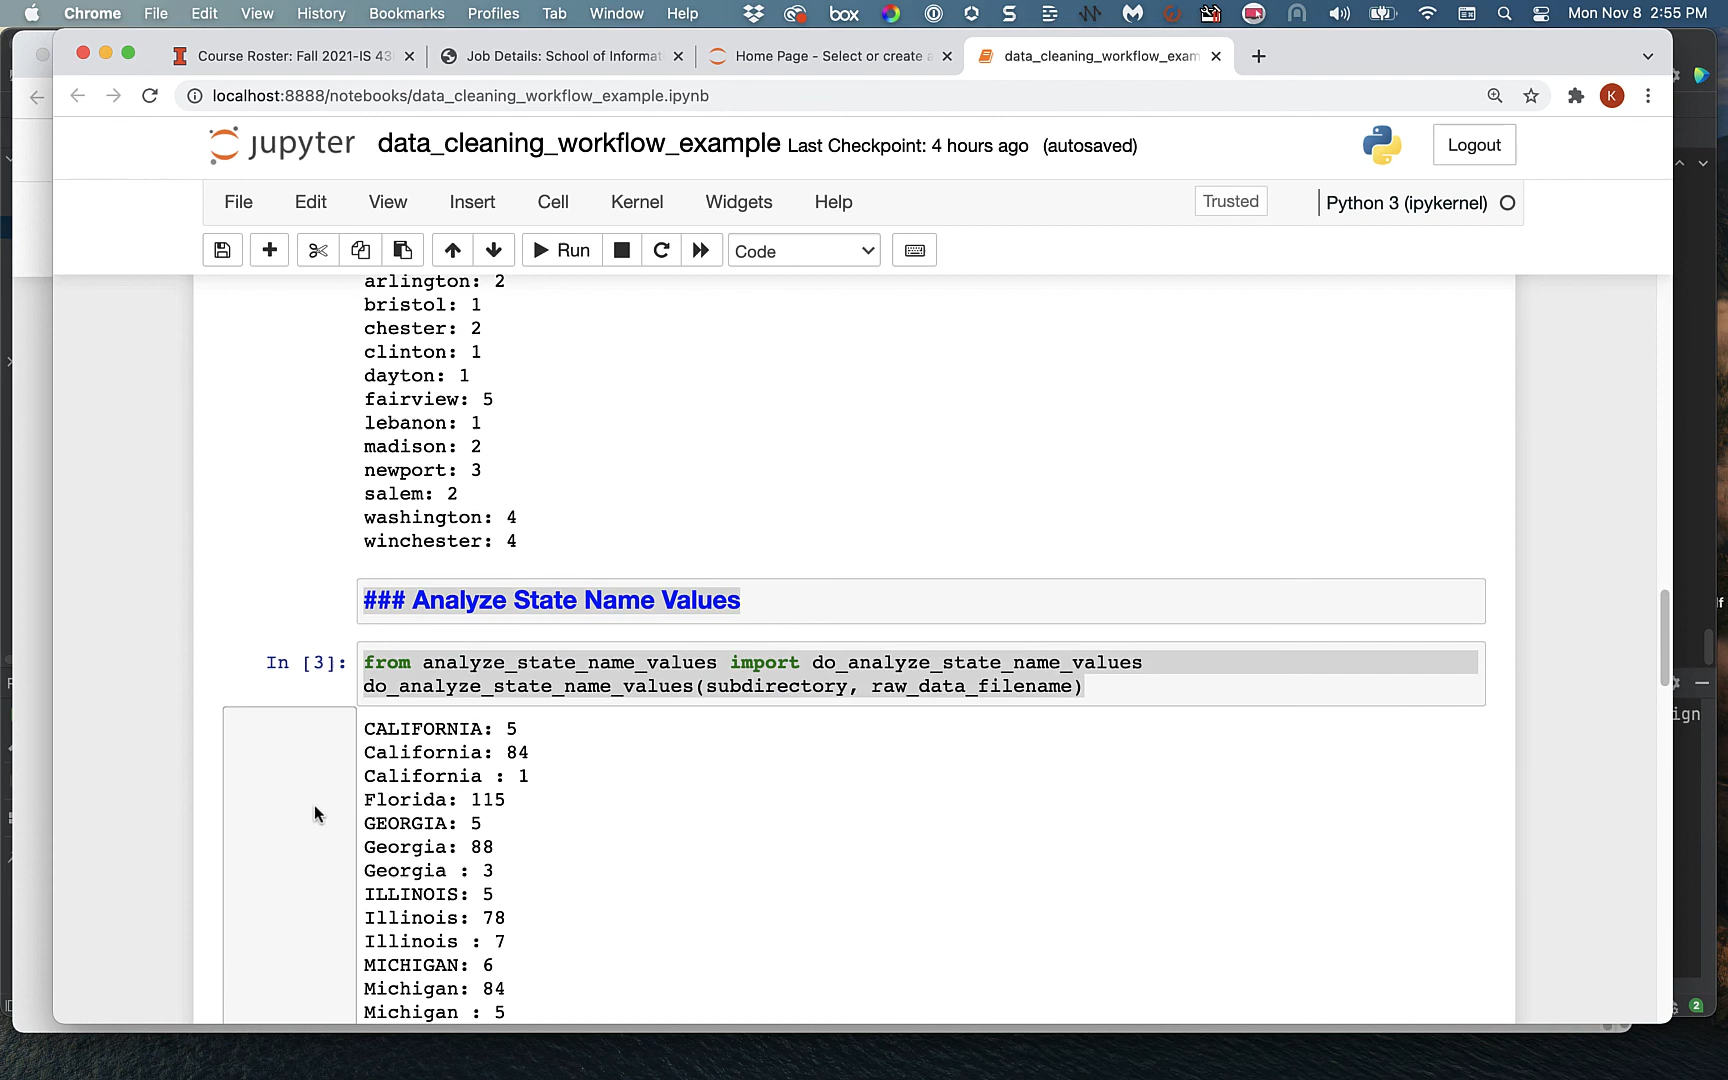 Chrome File Edit View History Bookmarks Profiles Tab Window Help box Mon Nov 8 2:55 PM
Course Roster: Fall 2021-IS 43 Job Details: School of Informat Home Page - Select or create a data_cleaning_workflow_exam
localhost:8888/notebooks/data_cleaning_workflow_example.ipynb K
jupyter data_cleaning_workflow_example Last Checkpoint: 4 hours ago (autosaved) Logout
File Edit View Insert Cell Kernel Widgets Help Trusted Python 3 (ipykernel)
Run Code
arlington: 2
bristol: 1
chester: 2
clinton: 1
dayton: 1
fairview: 5
lebanon: 1
madison: 2
newport: 3
salem: 2
washington: 4
winchester: 4
### Analyze State Name Values
In [3]: from analyze_state_name_values import do_analyze_state_name_values
do_analyze_state_name_values(subdirectory, raw_data_filename)
CALIFORNIA: 5
California: 84
California : 1
Florida: 115
GEORGIA: 5
Georgia: 88
Georgia : 3
ILLINOIS: 5
Illinois: 78
Illinois : 7
MICHIGAN: 6
Michigan: 84
Michigan : 5
ign
2